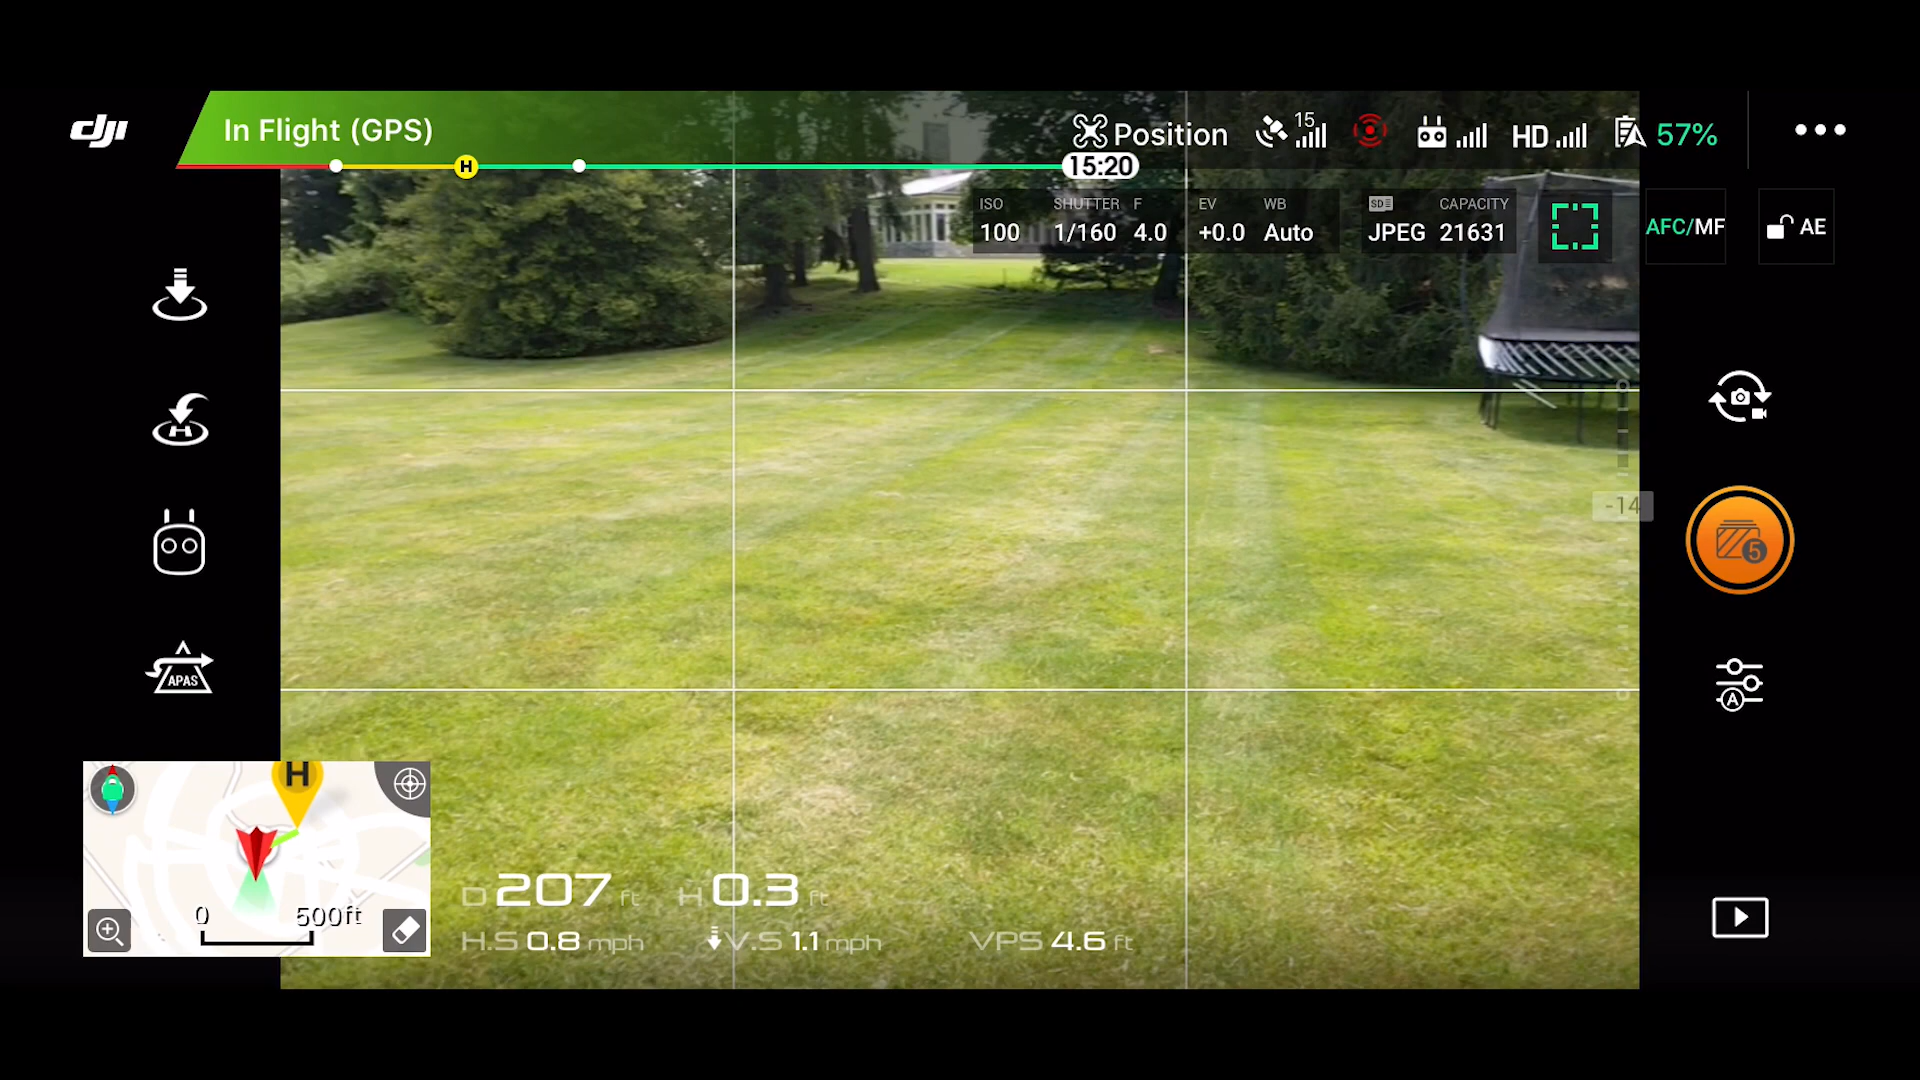 dji
In Flight (GPS)
Position
15
HD
57%
H
15:20
ISO SHUTTER F EV WB SD CAPACITY
100 1/160 4.0 +0.0 Auto JPEG 21631
AFC/MF
AE
-14
5
APAS
A
H
0 500ft
D 207 ft H 0.3 ft
H.S 0.8 mph V.S 1.1 mph VPS 4.6 ft